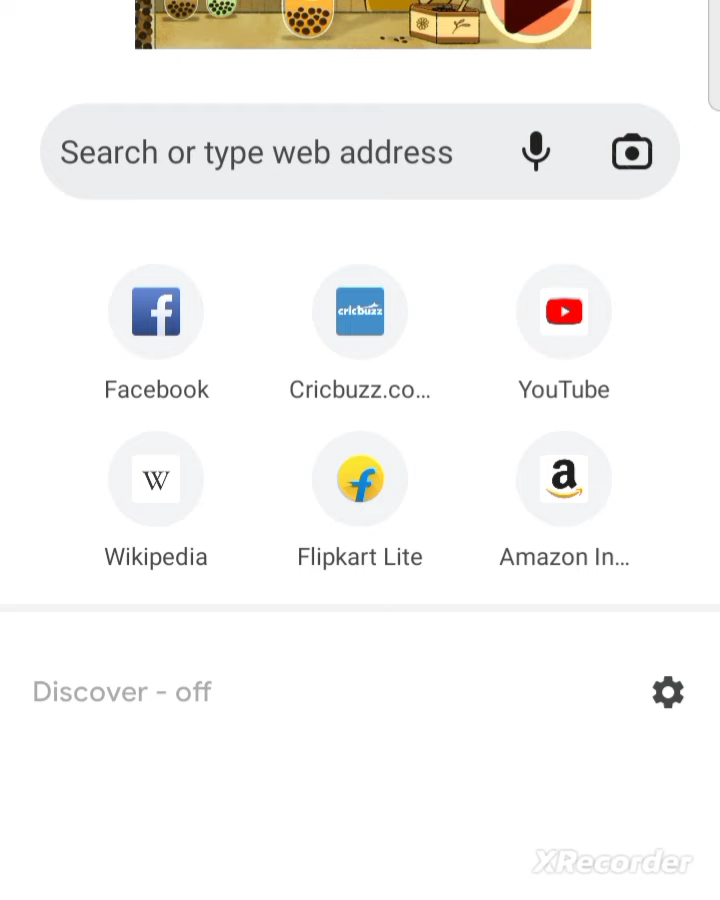 Search or type web address
f
cricbuzz
Facebook
Cricbuzz.co...
YouTube
W
f
a
Wikipedia
Flipkart Lite
Amazon In...
Discover - off
XRecorder